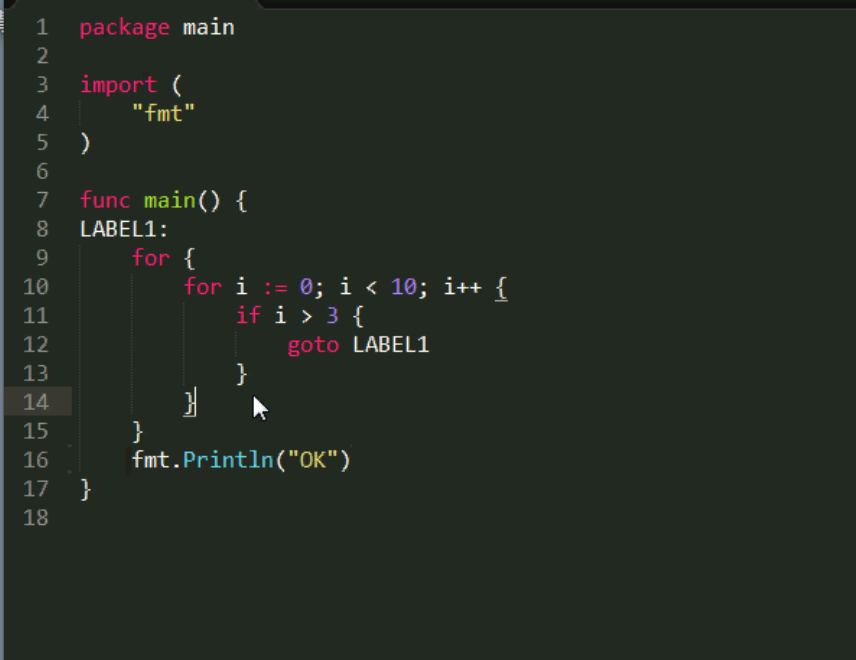 1 package main
2
3 import (
4     "fmt"
5 )
6
7 func main() {
8 LABEL1:
9     for {
10         for i := 0; i < 10; i++ {
11             if i > 3 {
12                 goto LABEL1
13             }
14         }
15     }
16     fmt.Println("OK")
17 }
18